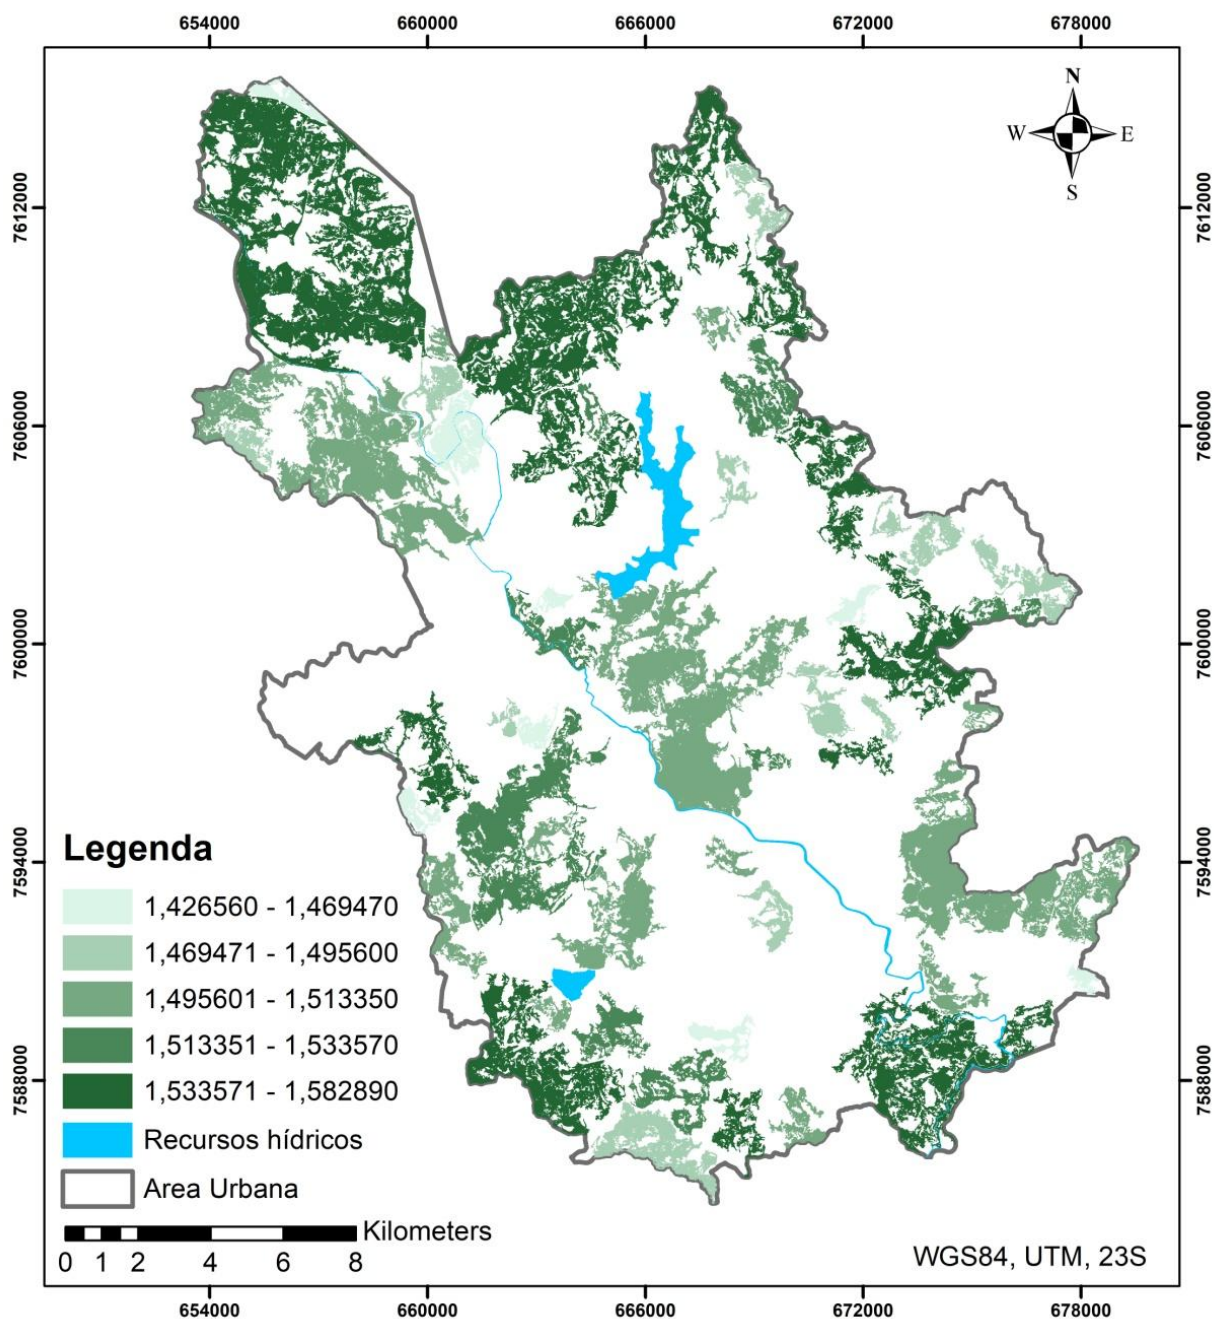 654000 660000 666000 672000 678000
N
W E
S
7612000 7612000
7606000 7606000
7600000 7600000
7594000 7594000
7588000 7588000
Legenda
1,426560 - 1,469470
1,469471 - 1,495600
1,495601 - 1,513350
1,513351 - 1,533570
1,533571 - 1,582890
Recursos hídricos
Area Urbana
Kilometers
0 1 2 4 6 8
WGS84, UTM, 23S
654000 660000 666000 672000 678000